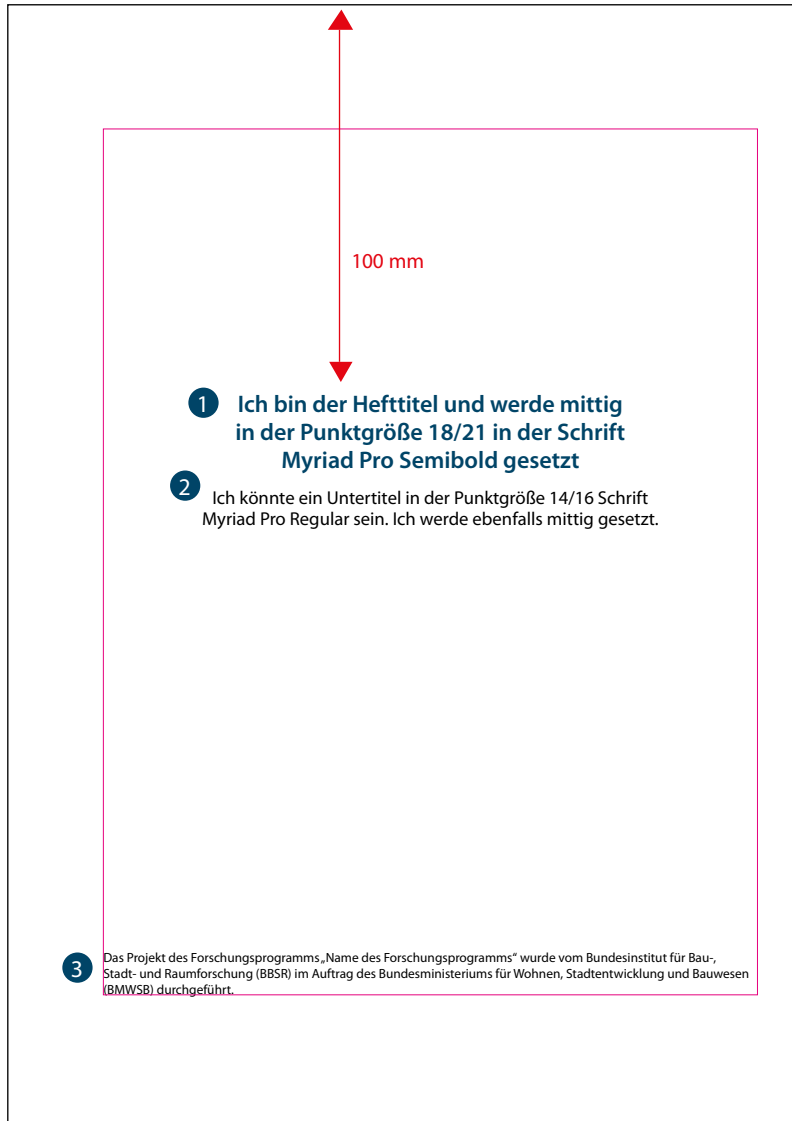 100 mm
1 Ich bin der Hefttitel und werde mittig
in der Punktgröße 18/21 in der Schrift
Myriad Pro Semibold gesetzt
2 Ich könnte ein Untertitel in der Punktgröße 14/16 Schrift
Myriad Pro Regular sein. Ich werde ebenfalls mittig gesetzt.
3 Das Projekt des Forschungsprogramms „Name des Forschungsprogramms“ wurde vom Bundesinstitut für Bau-,
Stadt- und Raumforschung (BBSR) im Auftrag des Bundesministeriums für Wohnen, Stadtentwicklung und Bauwesen
(BMWSB) durchgeführt.